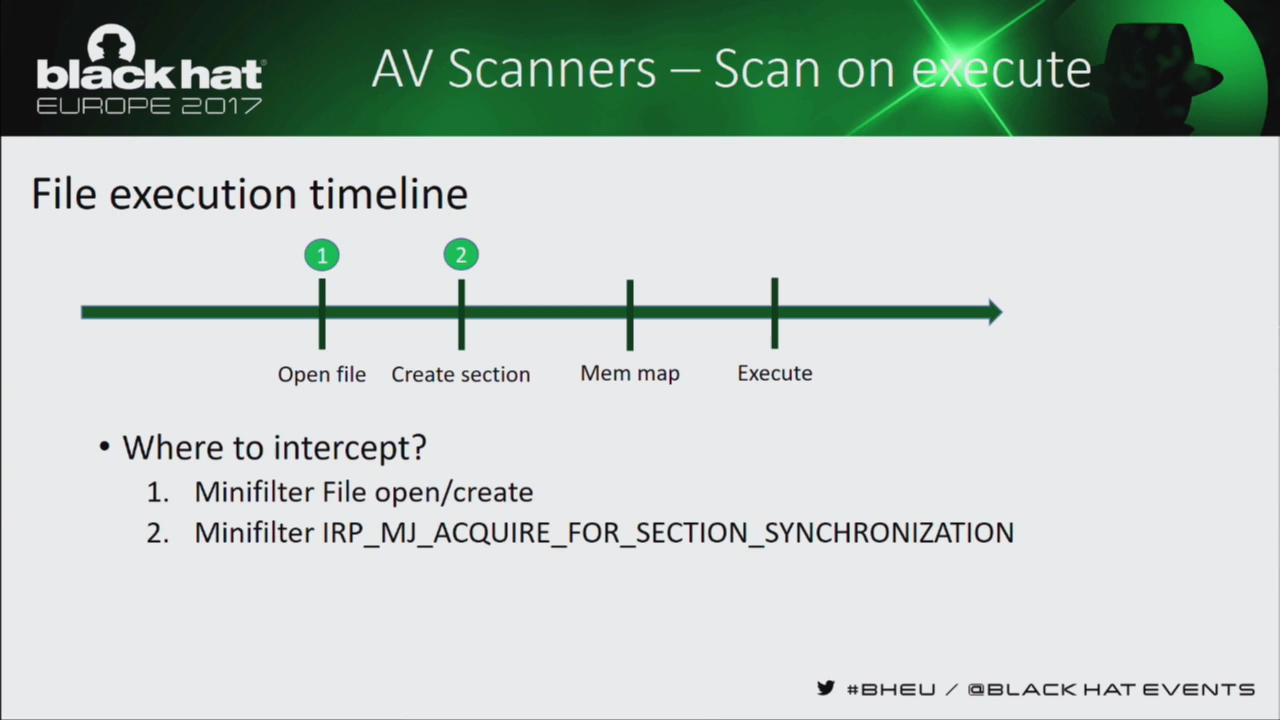 black hat®
EUROPE 2017
AV Scanners – Scan on execute
File execution timeline
1
2
Open file
Create section
Mem map
Execute
• Where to intercept?
1. Minifilter File open/create
2. Minifilter IRP_MJ_ACQUIRE_FOR_SECTION_SYNCHRONIZATION
#BHEU / @BLACK HAT EVENTS